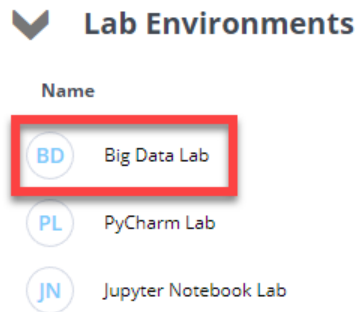 Lab Environments
Name
BD Big Data Lab
PL PyCharm Lab
JN Jupyter Notebook Lab